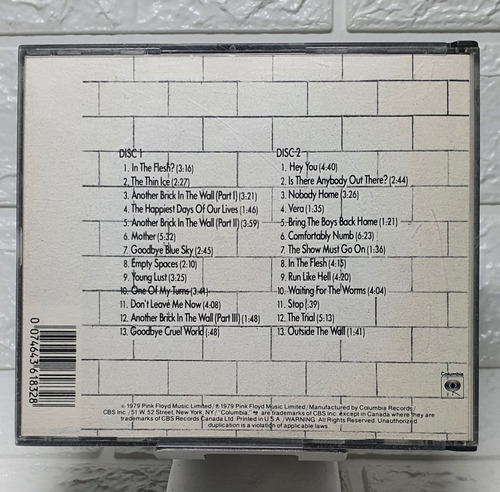 DISC 1
1. In The Flesh? (3:16)
2. The Thin Ice (2:27)
3. Another Brick In The Wall (Part I) (3:21)
4. The Happiest Days Of Our Lives (1:46)
5. Another Brick In The Wall (Part II) (3:59)
6. Mother (5:32)
7. Goodbye Blue Sky (2:45)
8. Empty Spaces (2:10)
9. Young Lust (3:25)
10. One Of My Turns (3:41)
11. Don't Leave Me Now (4:08)
12. Another Brick In The Wall (Part III) (1:48)
13. Goodbye Cruel World (:48)
DISC 2
1. Hey You (4:40)
2. Is There Anybody Out There? (2:44)
3. Nobody Home (3:26)
4. Vera (1:35)
5. Bring The Boys Back Home (1:21)
6. Comfortably Numb (6:23)
7. The Show Must Go On (1:36)
8. In The Flesh (4:15)
9. Run Like Hell (4:20)
10. Waiting For The Worms (4:04)
11. Stop (:39)
12. The Trial (5:13)
13. Outside The Wall (1:41)
0 07464 36183 28
Columbia
© 1979 Pink Floyd Music Limited / ℗ 1979 Pink Floyd Music Limited / Manufactured by Columbia Records /
CBS Inc. / 51 W. 52 Street, New York, NY / "Columbia," are trademarks of CBS Inc. except in Canada where they are
trademarks of CBS Records Canada Ltd. Printed in U.S.A. / WARNING: All Rights Reserved. Unauthorized
duplication is a violation of applicable laws.